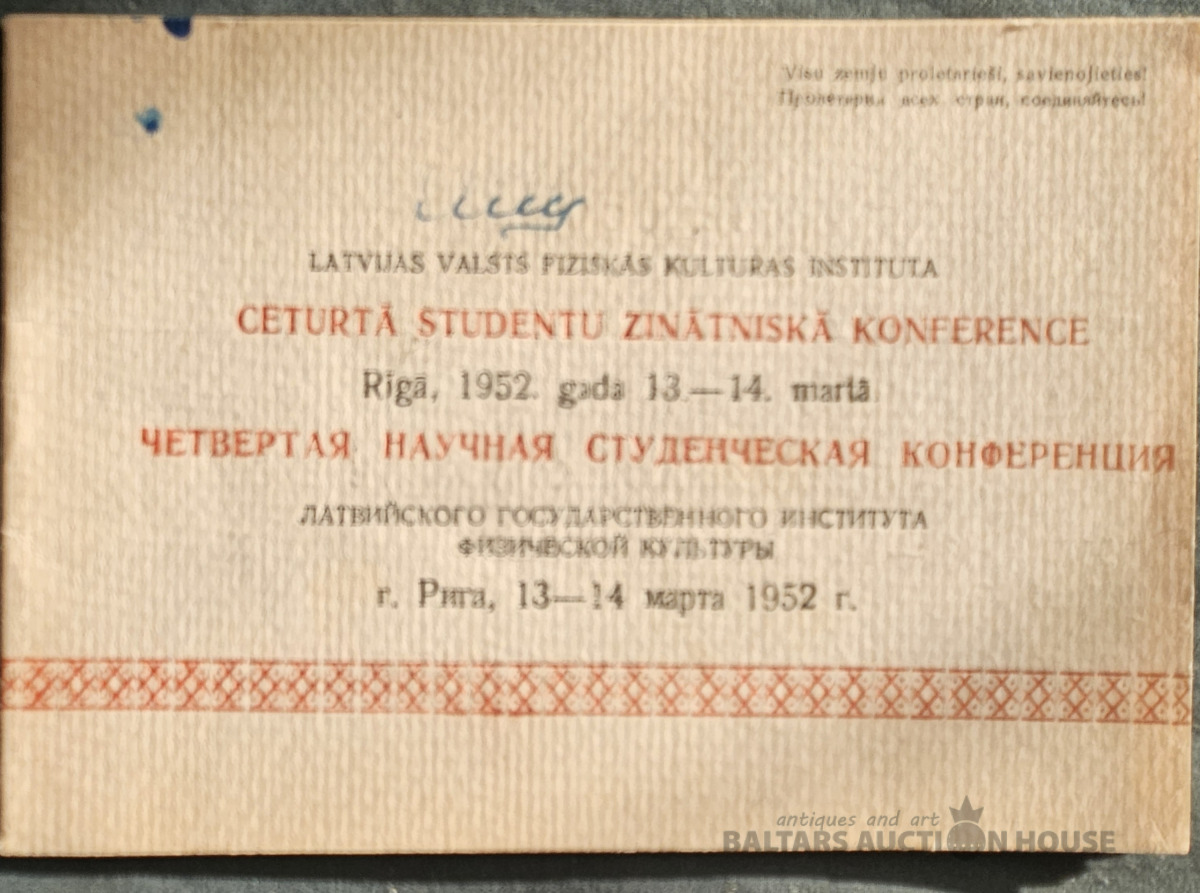 Visu zemju proletārieši, savienojieties!
Пролетарии всех стран, соединяйтесь!
LATVIJAS VALSTS FIZISKĀS KULTŪRAS INSTITŪTA
CETURTĀ STUDENTU ZINĀTNISKĀ KONFERENCE
Rīgā, 1952. gada 13.—14. martā
ЧЕТВЕРТАЯ НАУЧНАЯ СТУДЕНЧЕСКАЯ КОНФЕРЕНЦИЯ
ЛАТВИЙСКОГО ГОСУДАРСТВЕННОГО ИНСТИТУТА
ФИЗИЧЕСКОЙ КУЛЬТУРЫ
г. Рига, 13—14 марта 1952 г.
antiques and art
BALTARS AUCTION HOUSE